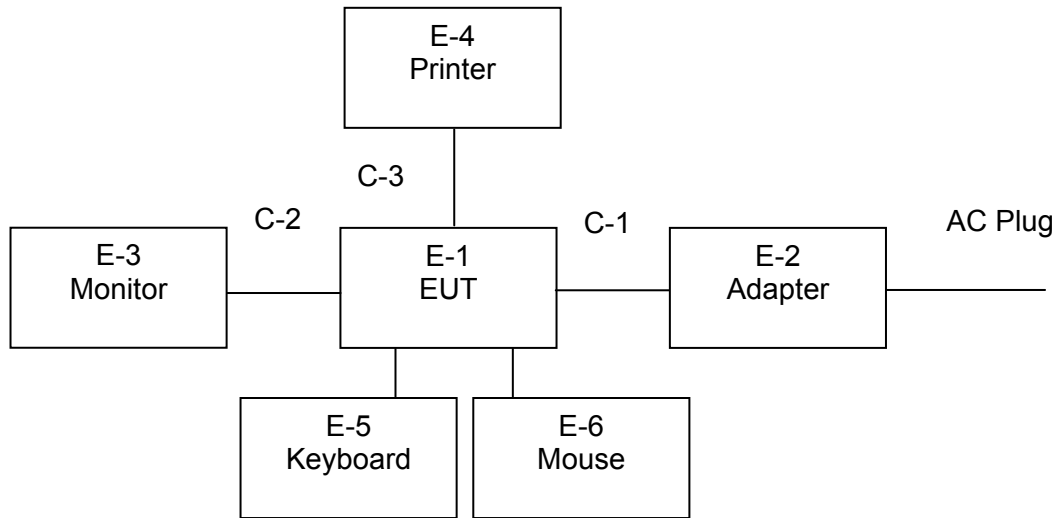 E-4
Printer
C-3
C-2
C-1
AC Plug
E-3
Monitor
E-1
EUT
E-2
Adapter
E-5
Keyboard
E-6
Mouse